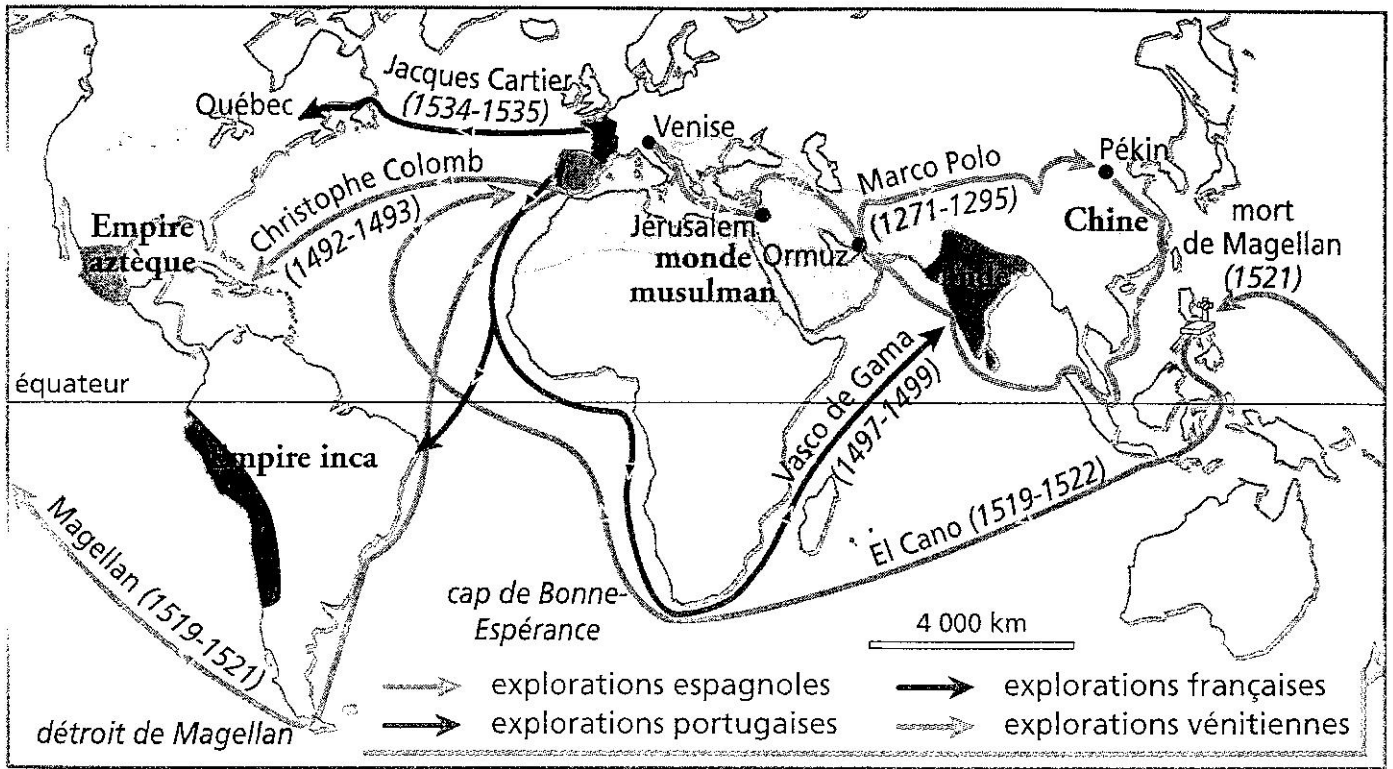 Jacques Cartier
(1534-1535)
Québec
Venise
Christophe Colomb
(1492-1493)
Marco Polo
(1271-1295)
Pékin
Chine
mort
de Magellan
(1521)
Empire
aztèque
Jérusalem
monde
musulman
Ormuz
Vasco de Gama
(1497-1499)
équateur
Empire inca
Magellan (1519-1521)
El Cano (1519-1522)
cap de Bonne-
Espérance
4 000 km
détroit de Magellan
explorations espagnoles
explorations portugaises
explorations françaises
explorations vénitiennes